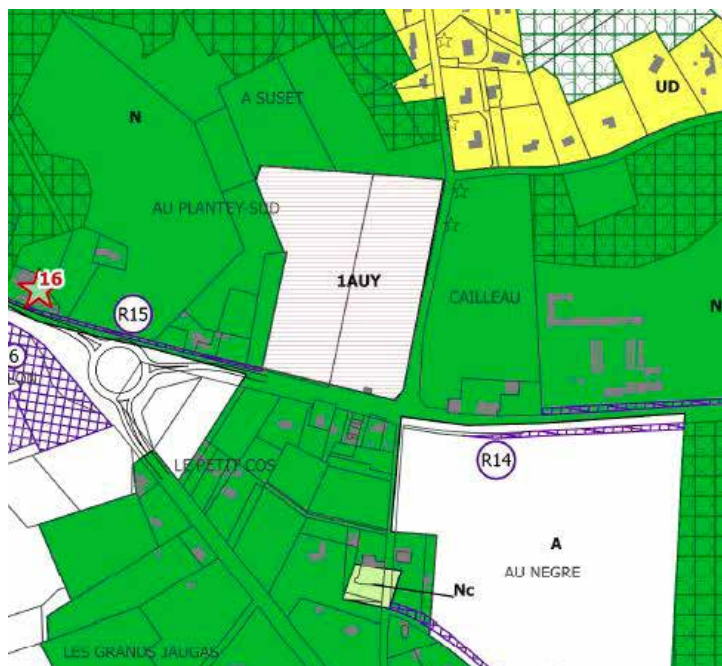 UD
A SUSET
N
AU PLANTEY-SUD
16
1AUY
CAILLEAU
N
R15
6
LE PETIT COS
R14
A
AU NEGRE
Nc
LES GRANDS JAUGAS